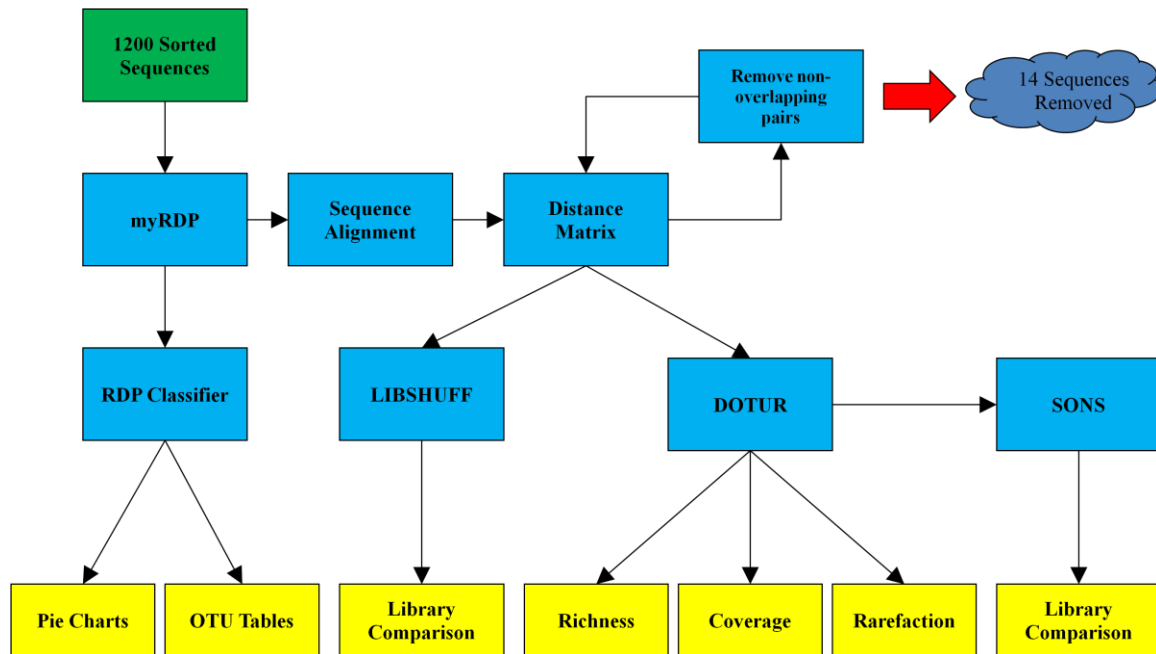 1200 Sorted
Sequences
Remove non-
overlapping
pairs
14 Sequences
Removed
myRDP
Sequence
Alignment
Distance
Matrix
RDP Classifier
LIBSHUFF
DOTUR
SONS
Pie Charts
OTU Tables
Library
Comparison
Richness
Coverage
Rarefaction
Library
Comparison